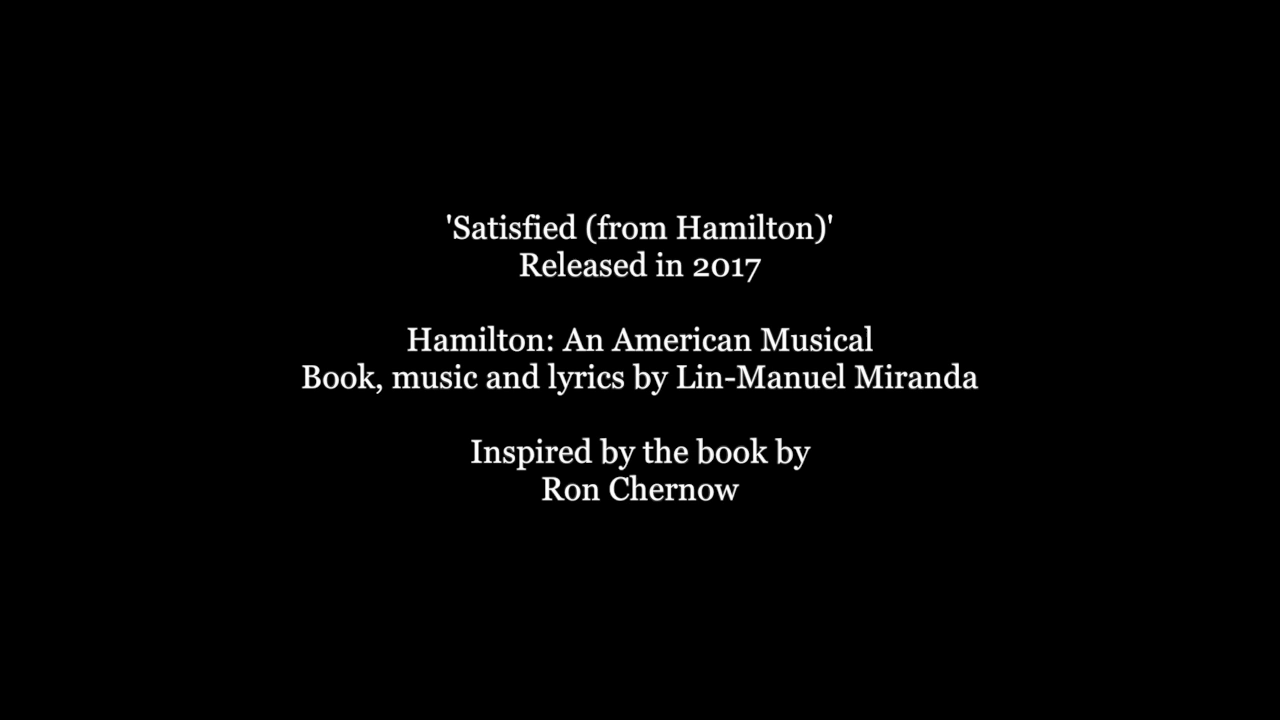 'Satisfied (from Hamilton)'
Released in 2017
Hamilton: An American Musical
Book, music and lyrics by Lin-Manuel Miranda
Inspired by the book by
Ron Chernow